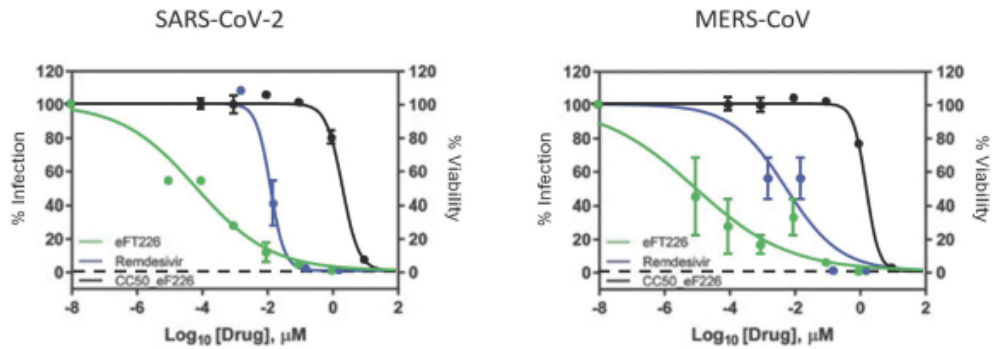 SARS-CoV-2
120
100
80
60
40
20
0
% Infection
120
100
80
60
40
20
0
% Viability
eFT226
Remdesivir
CC50_eF226
-8
-6
-4
-2
0
2
Log10 [Drug], μM
MERS-CoV
120
100
80
60
40
20
0
% Infection
120
100
80
60
40
20
0
% Viability
eFT226
Remdesivir
CC50_eF226
-8
-6
-4
-2
0
2
Log10 [Drug], μM